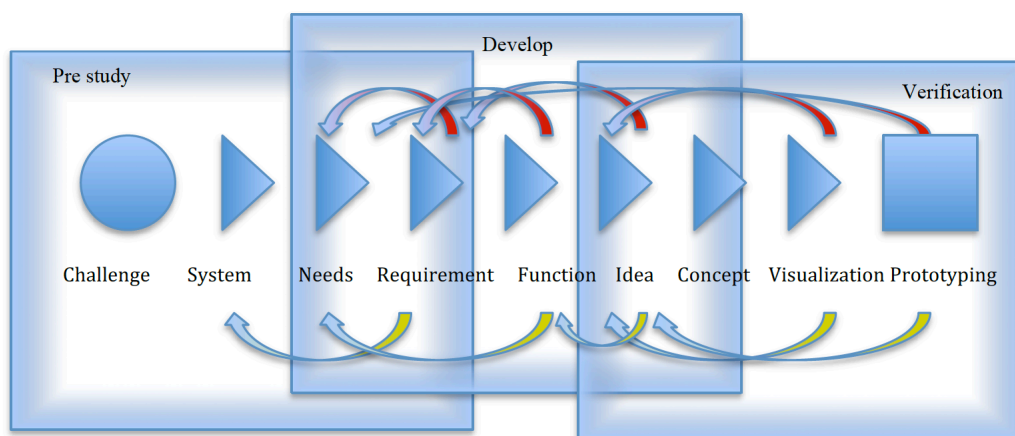 Develop
Pre study
Verification
Challenge System Needs Requirement Function Idea Concept Visualization Prototyping